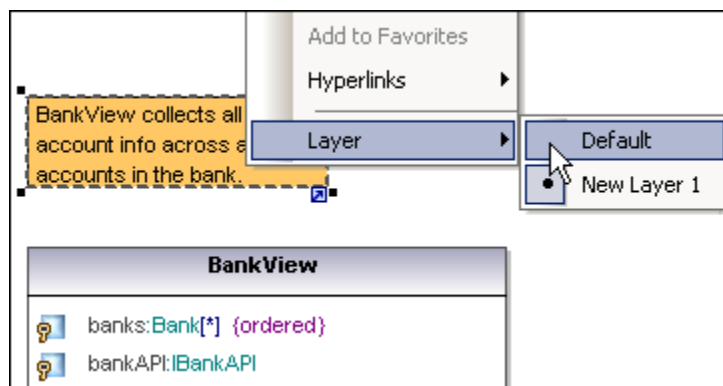 Add to Favorites
Hyperlinks
BankView collects all
account info across a
accounts in the bank.
Layer
Default
New Layer 1
BankView
banks:Bank[*] {ordered}
bankAPI:IBankAPI